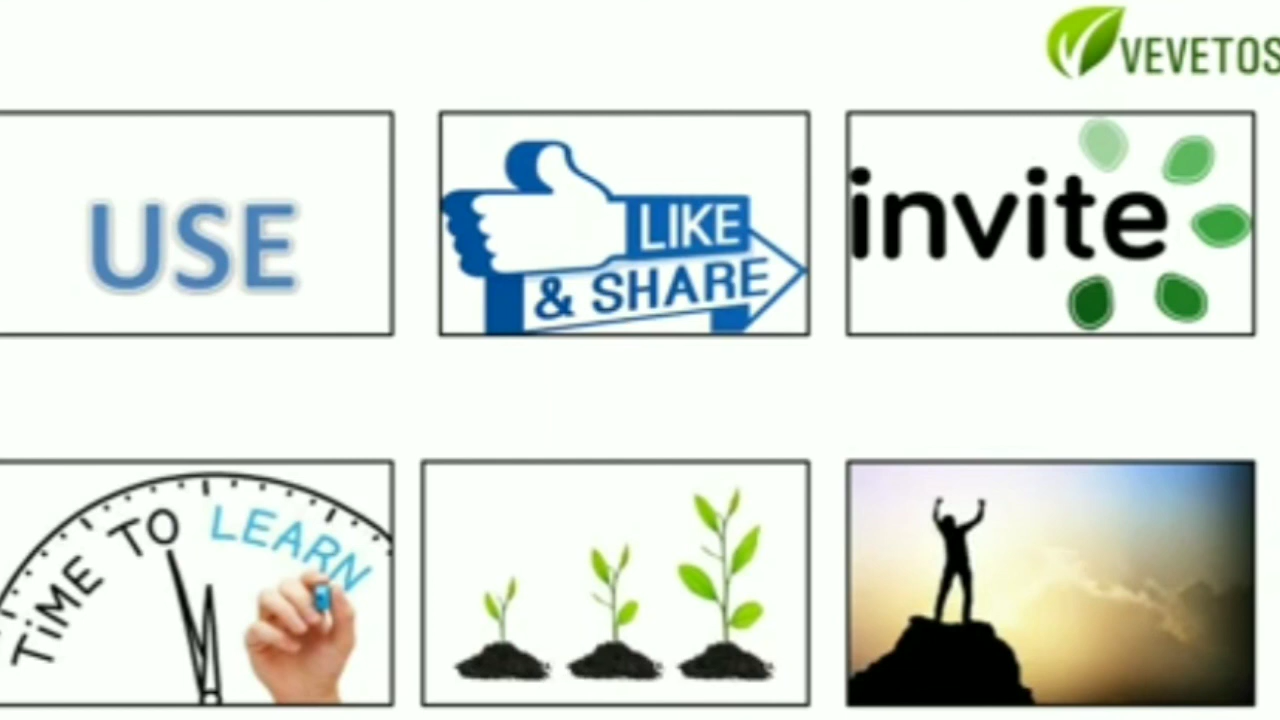 VEVETOS
USE
LIKE
& SHARE
invite
TiME TO LEARN